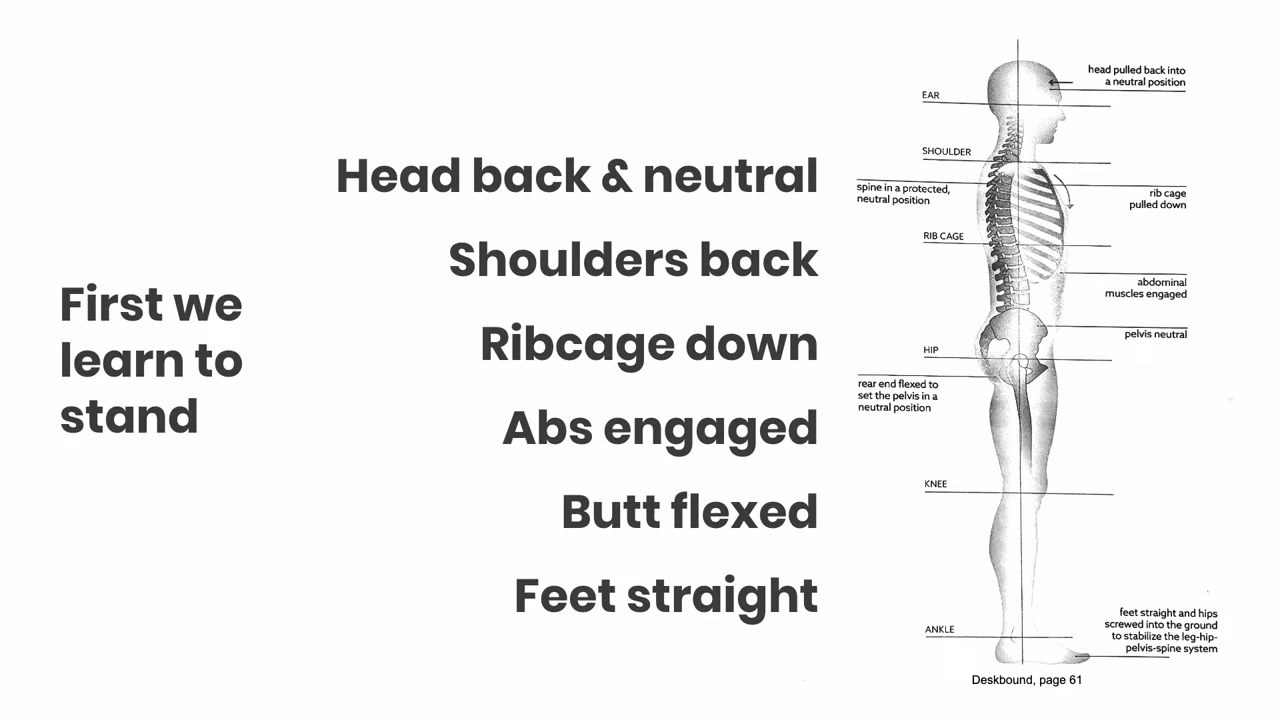 First we
learn to
stand
Head back & neutral
Shoulders back
Ribcage down
Abs engaged
Butt flexed
Feet straight
head pulled back into
a neutral position
EAR
SHOULDER
spine in a protected,
neutral position
rib cage
pulled down
RIB CAGE
abdominal
muscles engaged
pelvis neutral
HIP
rear end flexed to
set the pelvis in a
neutral position
KNEE
feet straight and hips
screwed into the ground
to stabilize the leg-hip-
pelvis-spine system
ANKLE
Deskbound, page 61